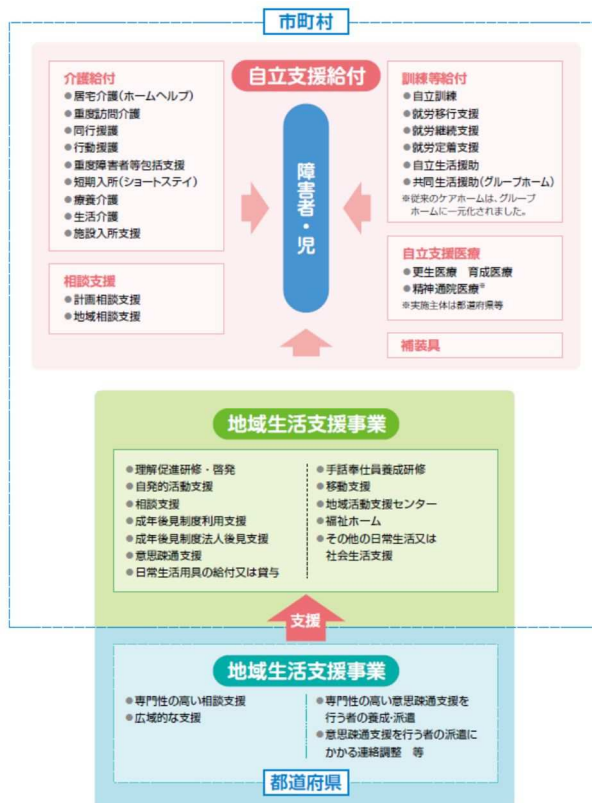 市町村
自立支援給付
介護給付
●居宅介護(ホームヘルプ)
●重度訪問介護
●同行援護
●行動援護
●重度障害者等包括支援
●短期入所(ショートステイ)
●療養介護
●生活介護
●施設入所支援
相談支援
●計画相談支援
●地域相談支援
障害者・児
訓練等給付
●自立訓練
●就労移行支援
●就労継続支援
●就労定着支援
●自立生活援助
●共同生活援助(グループホーム)
※従来のケアホームは、グループ
ホームに一元化されました。
自立支援医療
●更生医療 育成医療
●精神通院医療※
※実施主体は都道府県等
補装具
地域生活支援事業
●理解促進研修・啓発
●自発的活動支援
●相談支援
●成年後見制度利用支援
●成年後見制度法人後見支援
●意思疎通支援
●日常生活用具の給付又は貸与
●手話奉仕員養成研修
●移動支援
●地域活動支援センター
●福祉ホーム
●その他の日常生活又は
社会生活支援
支援
地域生活支援事業
●専門性の高い相談支援
●広域的な支援
●専門性の高い意思疎通支援を
行う者の養成・派遣
●意思疎通支援を行う者の派遣に
かかる連絡調整 等
都道府県